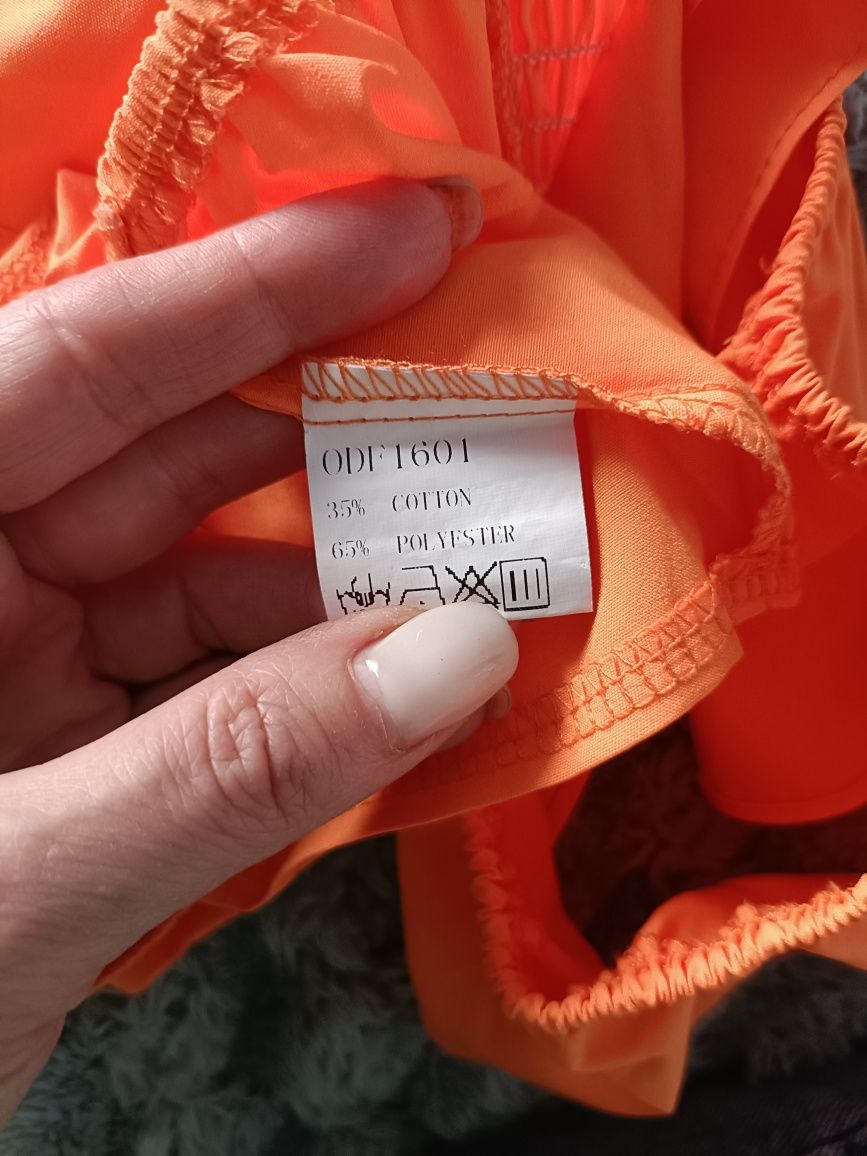 ODF1601
35% COTTON
65% POLYESTER